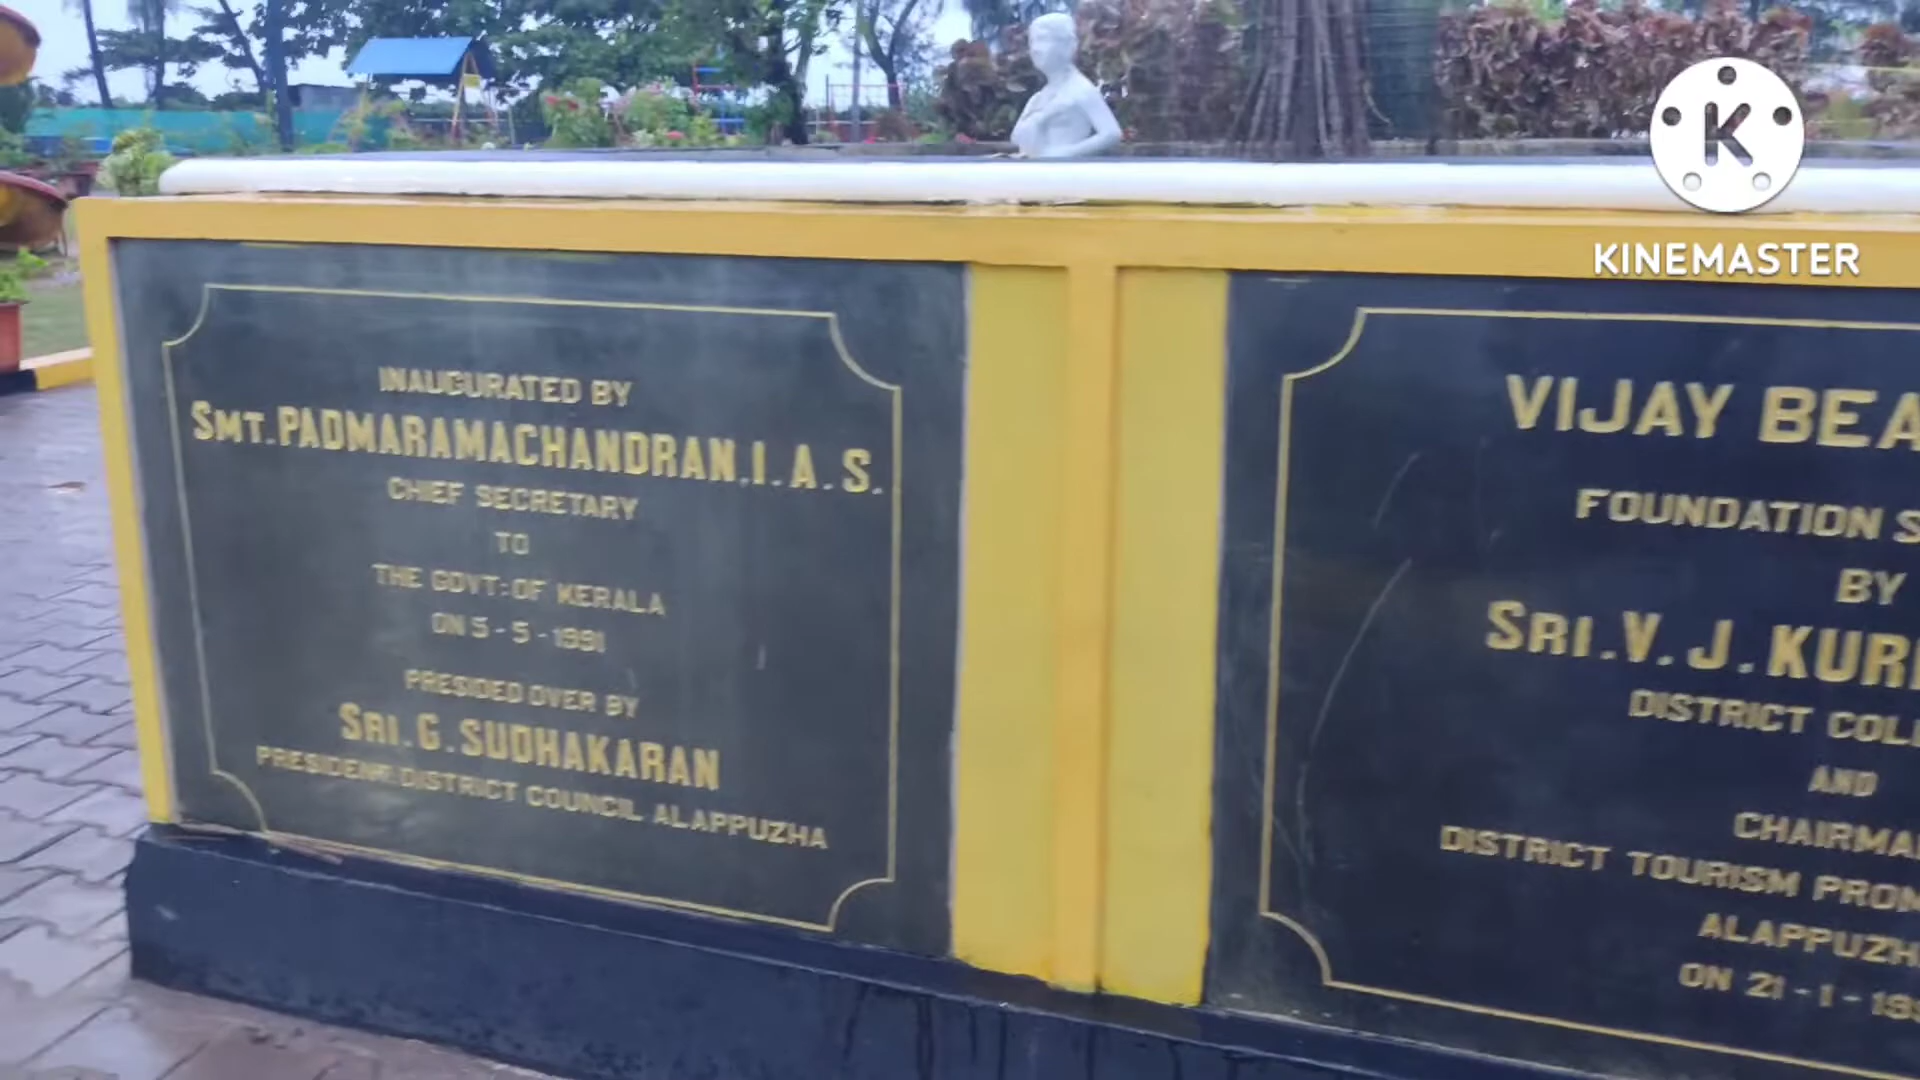 INAUGURATED BY
SMT. PADMARAMACHANDRAN, I.A.S.
CHIEF SECRETARY
TO
THE GOVT: OF KERALA
ON 5-5-1991
PRESIDED OVER BY
SRI. G. SUDHAKARAN
PRESIDENT DISTRICT COUNCIL ALAPPUZHA
VIJAY BEA
FOUNDATION S
BY
SRI. V. J. KUR
DISTRICT COL
AND
CHAIRMA
DISTRICT TOURISM PROM
ALAPPUZH
ON 21-1-19
K
KINEMASTER